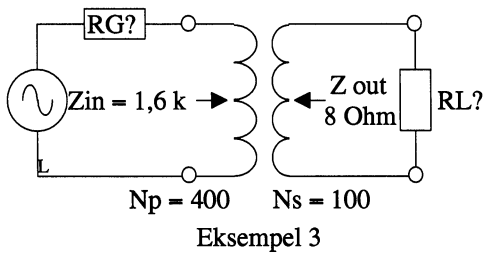 RG?
Zin = 1,6 k
Z out
8 Ohm
RL?
L
Np = 400
Ns = 100
Eksempel 3